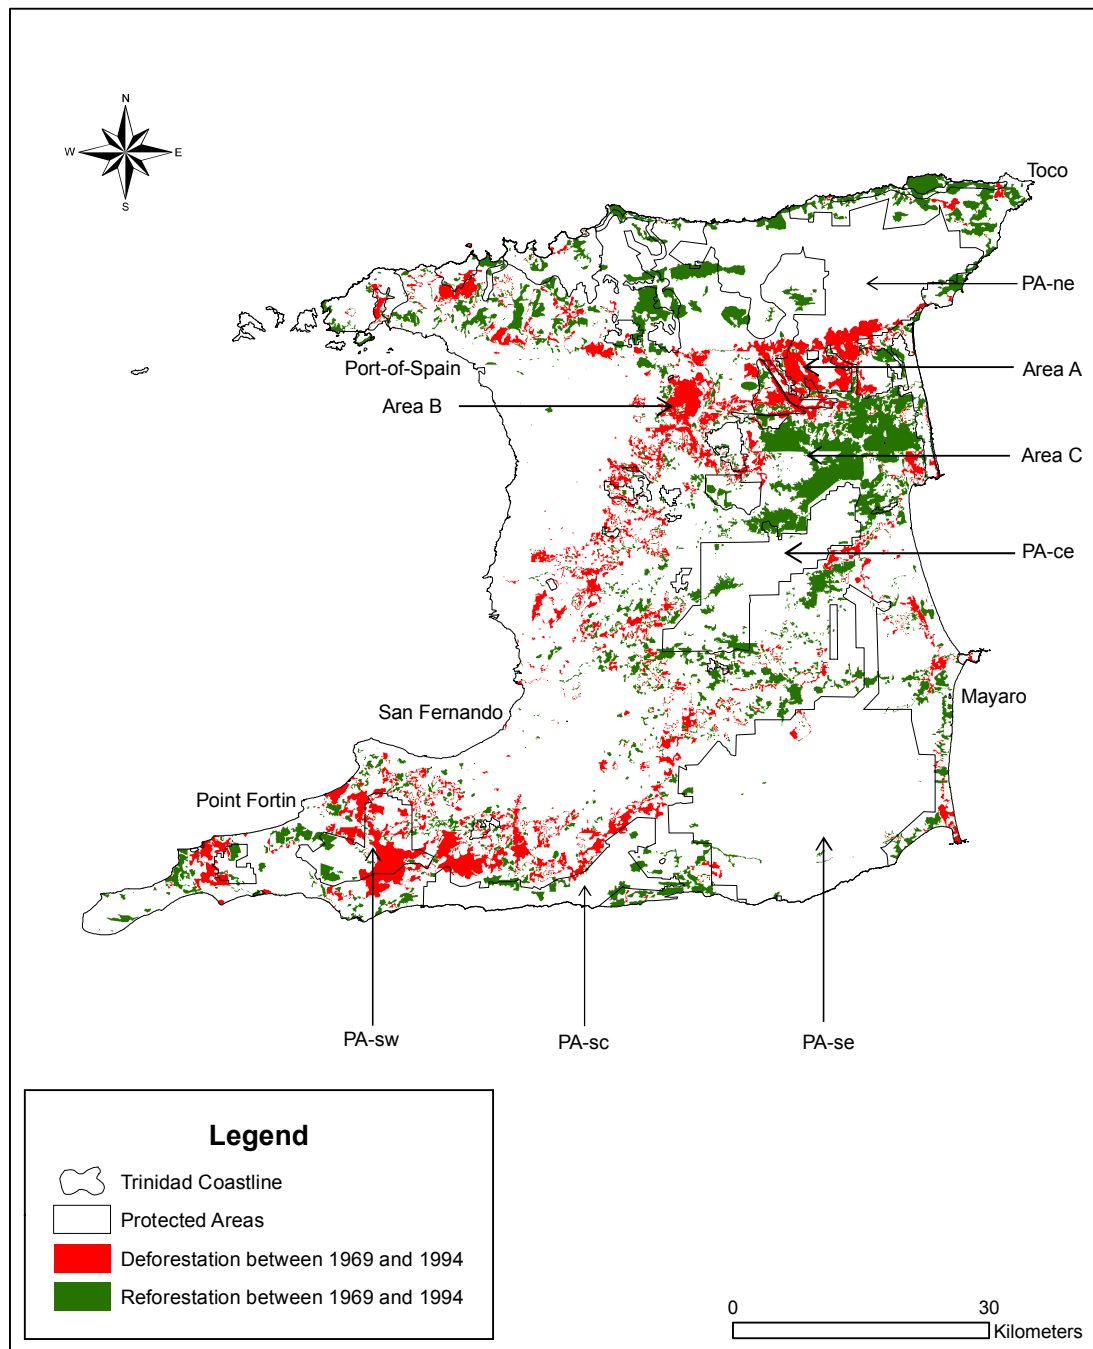 N
W
E
S
Toco
PA-ne
Port-of-Spain
Area A
Area B
Area C
PA-ce
Mayaro
San Fernando
Point Fortin
PA-sw
PA-sc
PA-se
Legend
Trinidad Coastline
Protected Areas
Deforestation between 1969 and 1994
Reforestation between 1969 and 1994
0
30
Kilometers